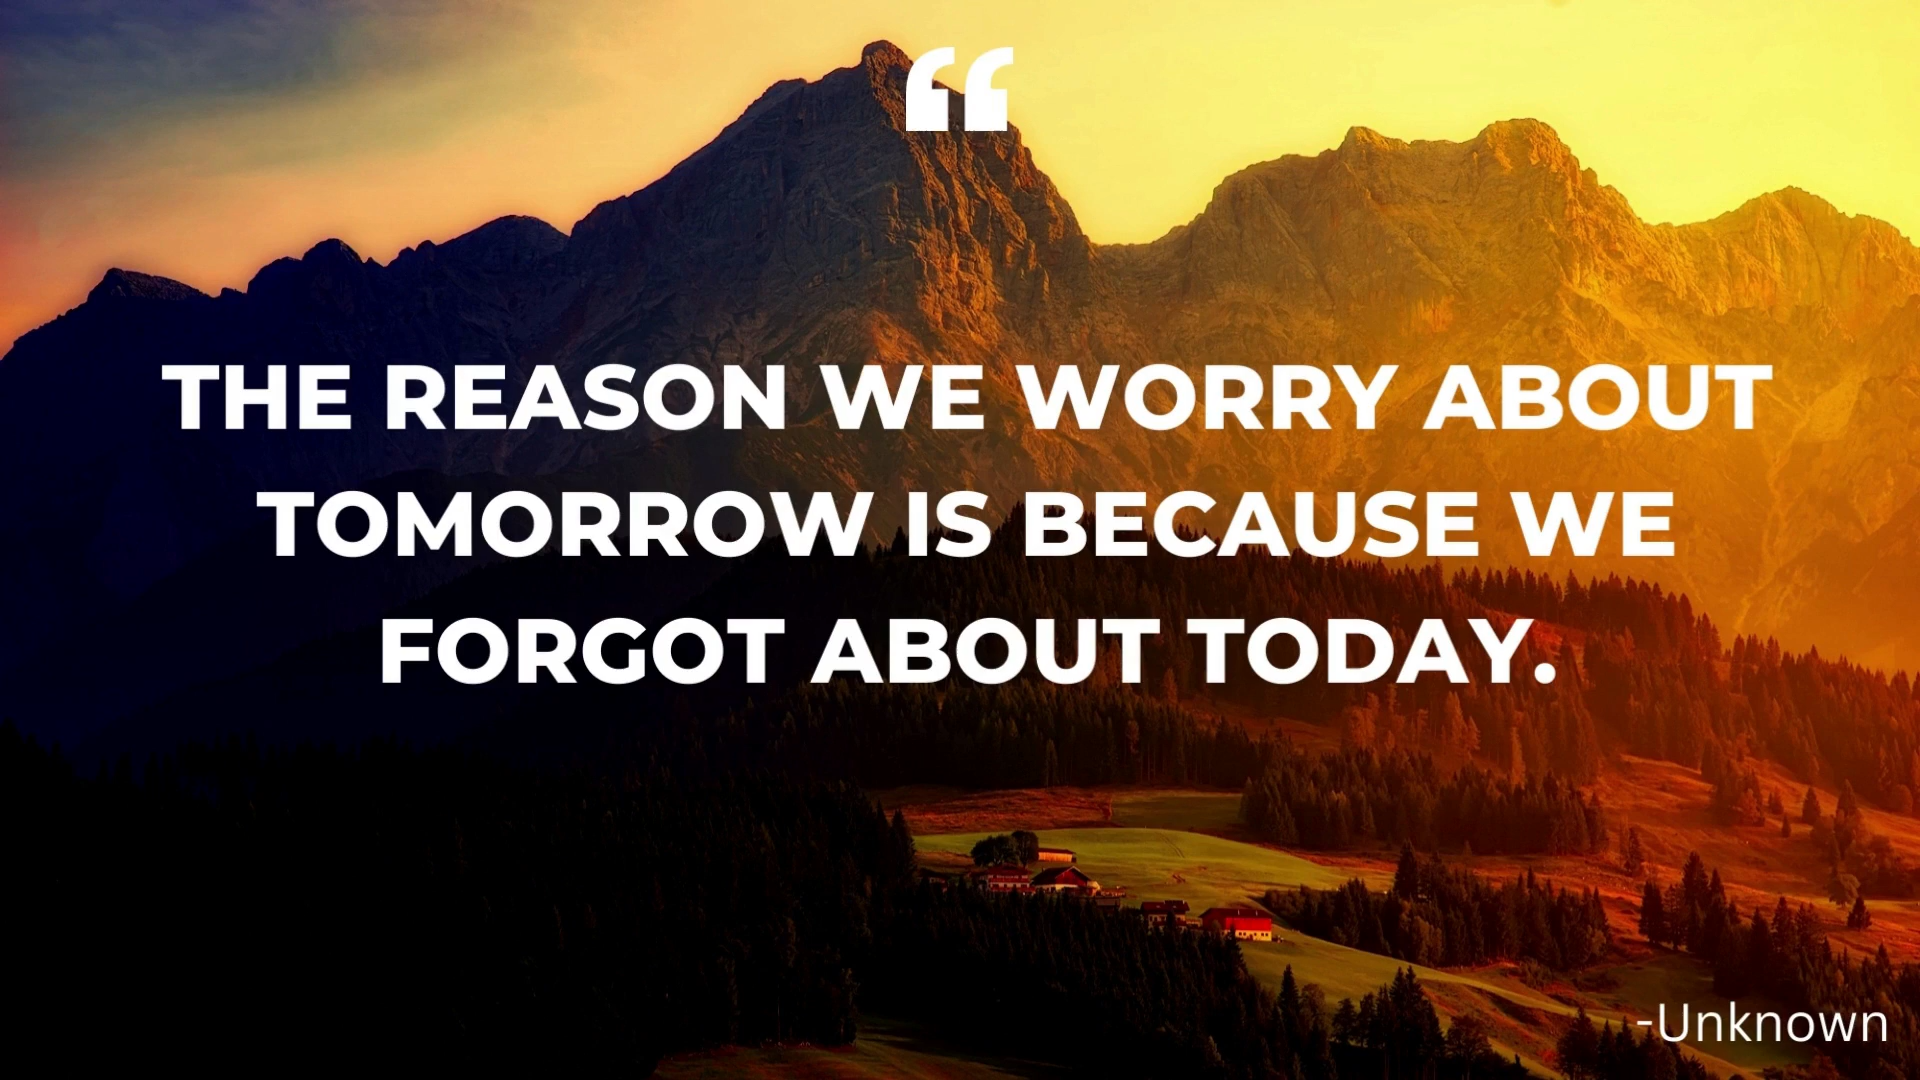 “
THE REASON WE WORRY ABOUT
TOMORROW IS BECAUSE WE
FORGOT ABOUT TODAY.
-Unknown